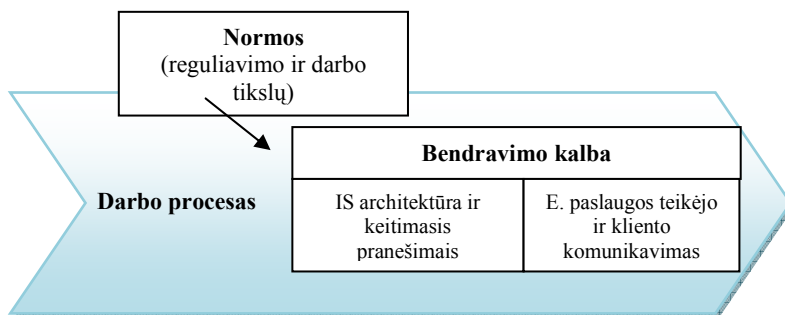 Normos
(reguliavimo ir darbo
tikslų)
Bendravimo kalba
Darbo procesas
IS architektūra ir
keitimasis
pranešimais
E. paslaugos teikėjo
ir kliento
komunikavimas